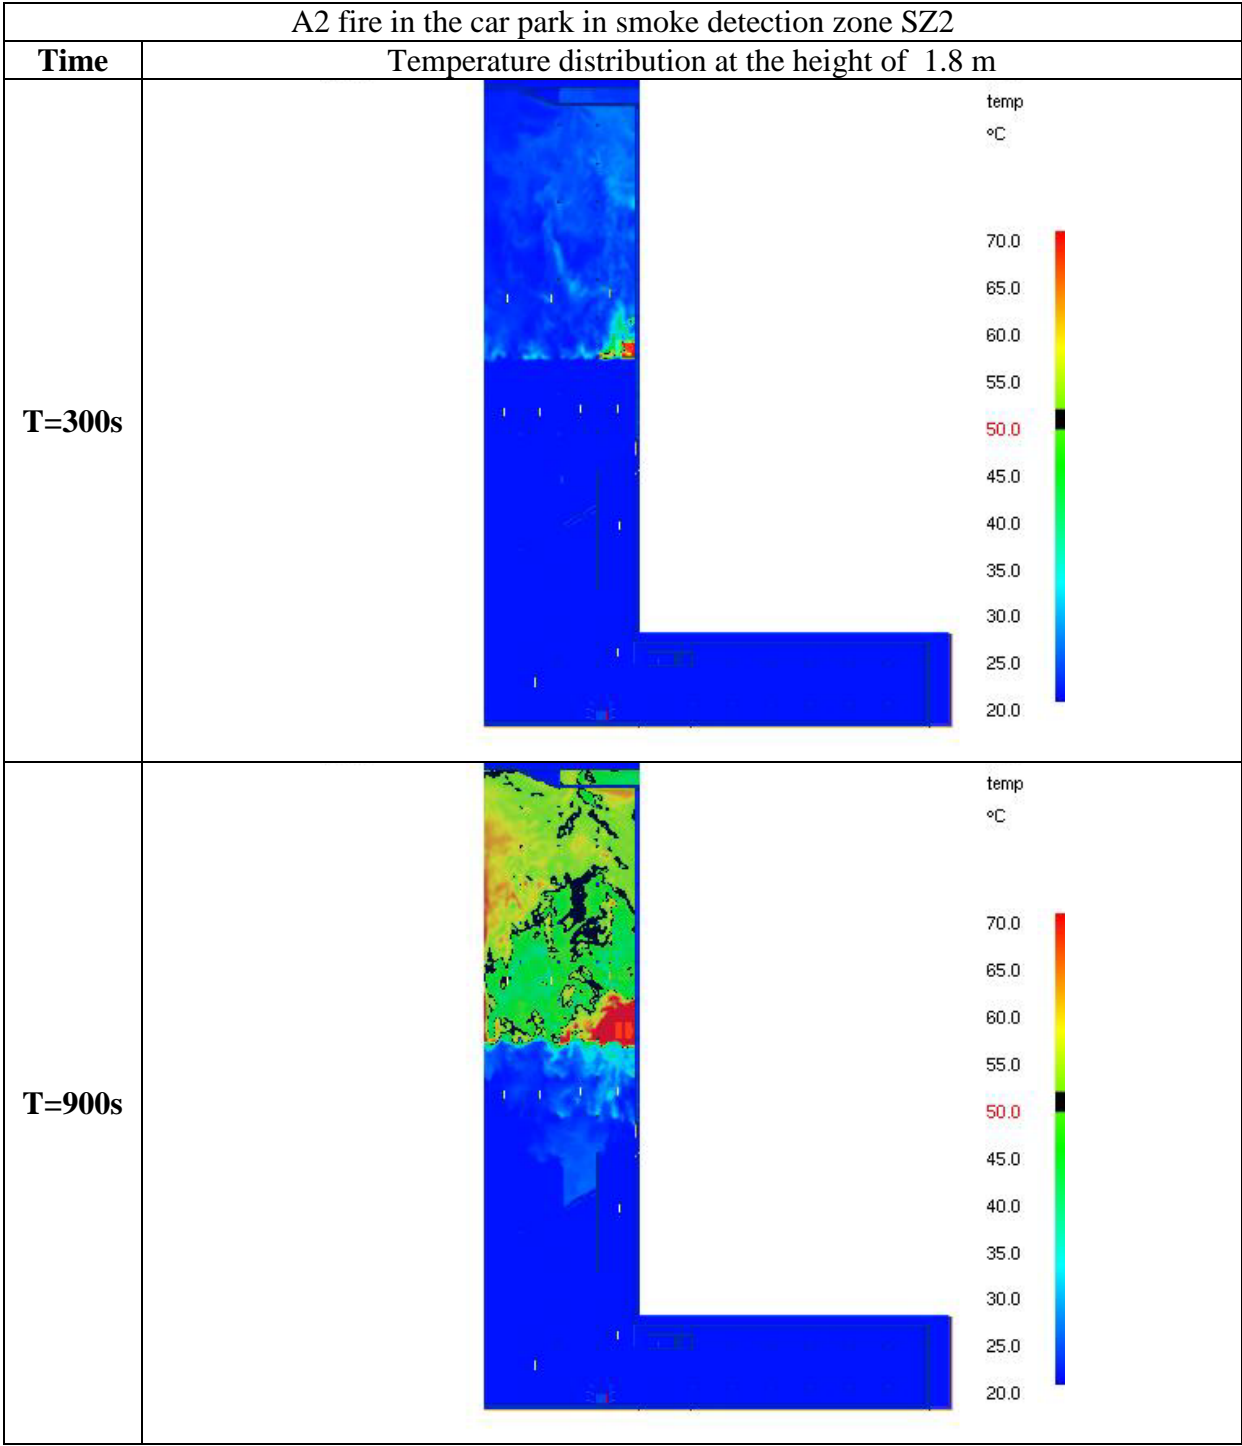 A2 fire in the car park in smoke detection zone SZ2
Time
Temperature distribution at the height of 1.8 m
T=300s
temp
°C
70.0
65.0
60.0
55.0
50.0
45.0
40.0
35.0
30.0
25.0
20.0
T=900s
temp
°C
70.0
65.0
60.0
55.0
50.0
45.0
40.0
35.0
30.0
25.0
20.0